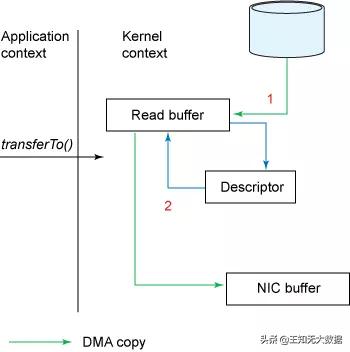 Application
context
Kernel
context
1
Read buffer
transferTo()
Descriptor
2
NIC buffer
DMA copy
头条@王知无大数据